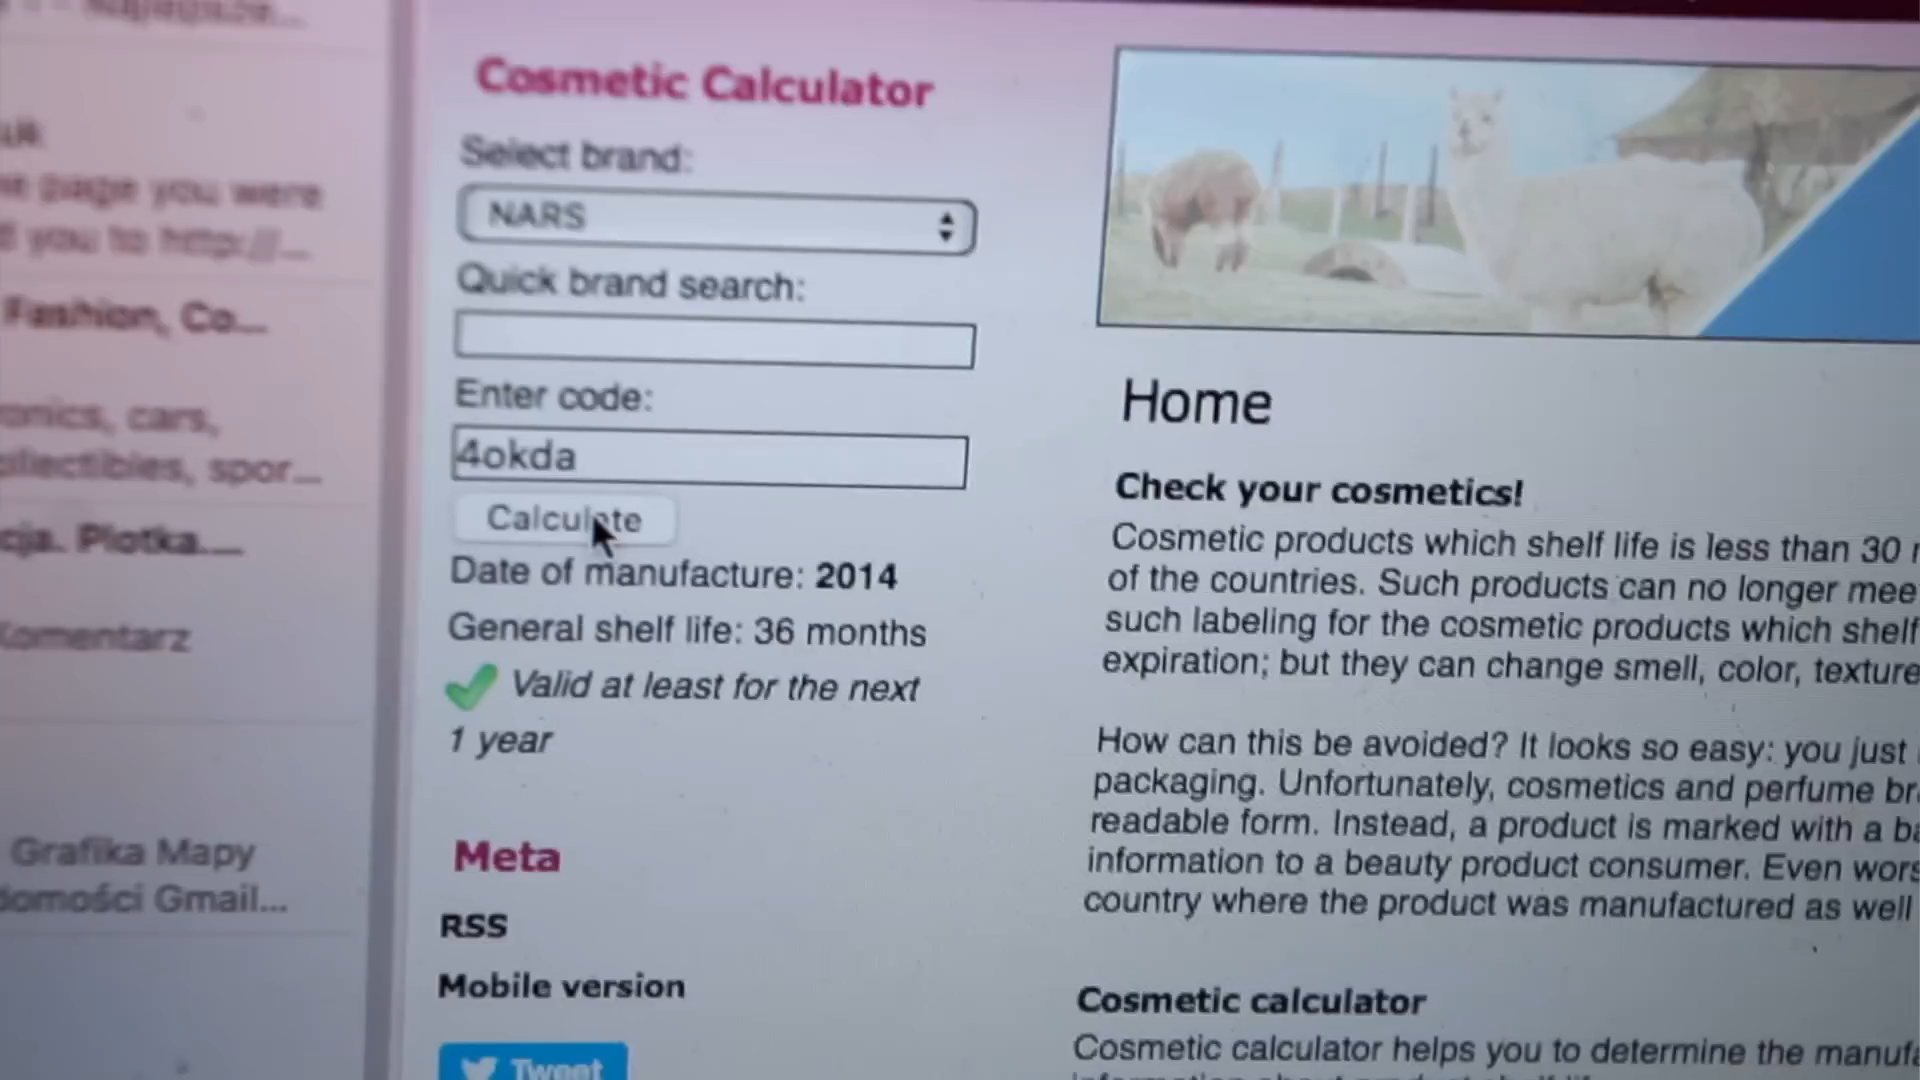 uk
page you were
you to http://...
Fashion, Co...
onics, cars,
ollectibles, spor...
cja. Plotka....
Komentarz
Grafika Mapy
domości Gmail...
Cosmetic Calculator
Select brand:
NARS
Quick brand search:
Enter code:
4okda
Calculate
Date of manufacture: 2014
General shelf life: 36 months
Valid at least for the next
1 year
Meta
RSS
Mobile version
Tweet
Home
Check your cosmetics!
Cosmetic products which shelf life is less than 30
of the countries. Such products can no longer mee
such labeling for the cosmetic products which shelf
expiration; but they can change smell, color, texture
How can this be avoided? It looks so easy: you just
packaging. Unfortunately, cosmetics and perfume br
readable form. Instead, a product is marked with a ba
information to a beauty product consumer. Even wors
country where the product was manufactured as well
Cosmetic calculator
Cosmetic calculator helps you to determine the manufa